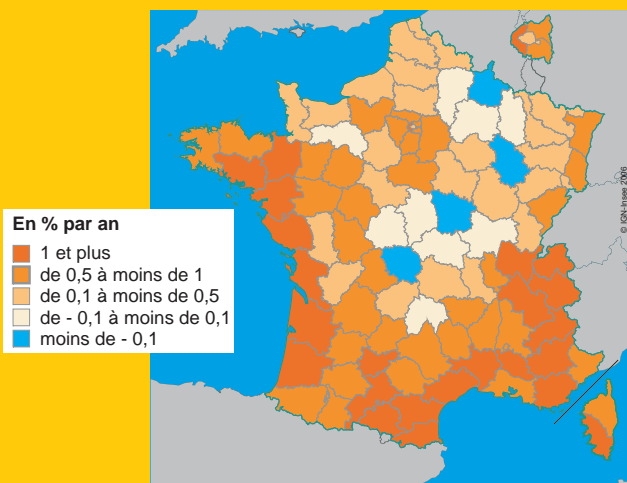 En % par an
1 et plus
de 0,5 à moins de 1
de 0,1 à moins de 0,5
de - 0,1 à moins de 0,1
moins de - 0,1
© IGN-Insee 2006